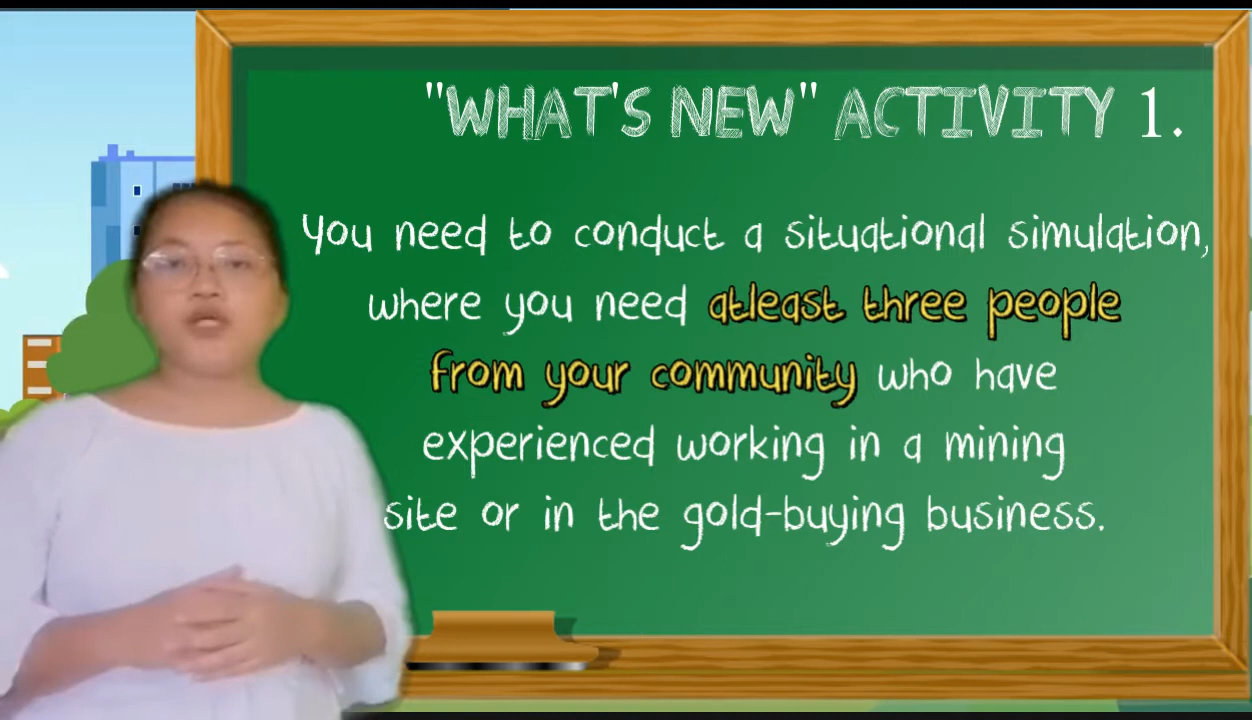 "WHAT'S NEW" ACTIVITY 1.
You need to conduct a situational simulation,
where you need atleast three people
from your community who have
experienced working in a mining
site or in the gold-buying business.